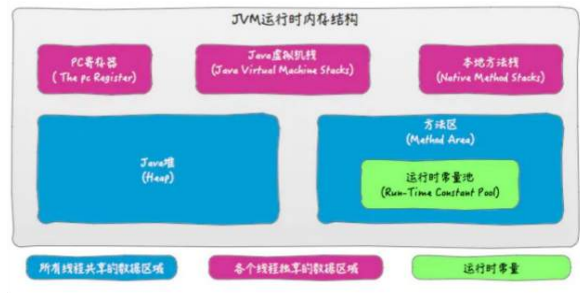 JVM运行时内存结构
PC寄存器
(The pc Register)
Java虚拟机栈
(Java Virtual Machine Stacks)
本地方法栈
(Native Method Stacks)
Java堆
(Heap)
方法区
(Method Area)
运行时常量池
(Run-Time Constant Pool)
所有线程共享的数据区域
各个线程独享的数据区域
运行时常量